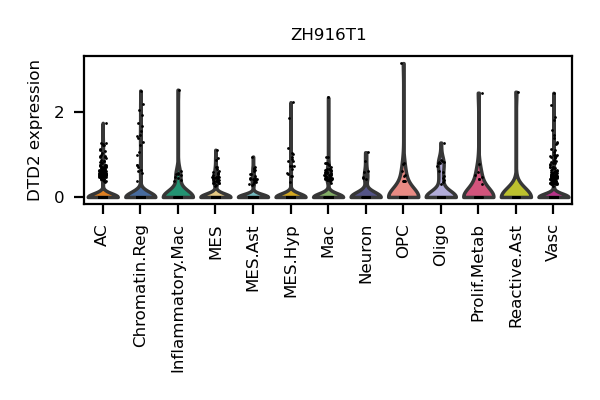 ZH916T1
DTD2 expression
2
0
AC
Chromatin.Reg
Inflammatory.Mac
MES
MES.Ast
MES.Hyp
Mac
Neuron
OPC
Oligo
Prolif.Metab
Reactive.Ast
Vasc